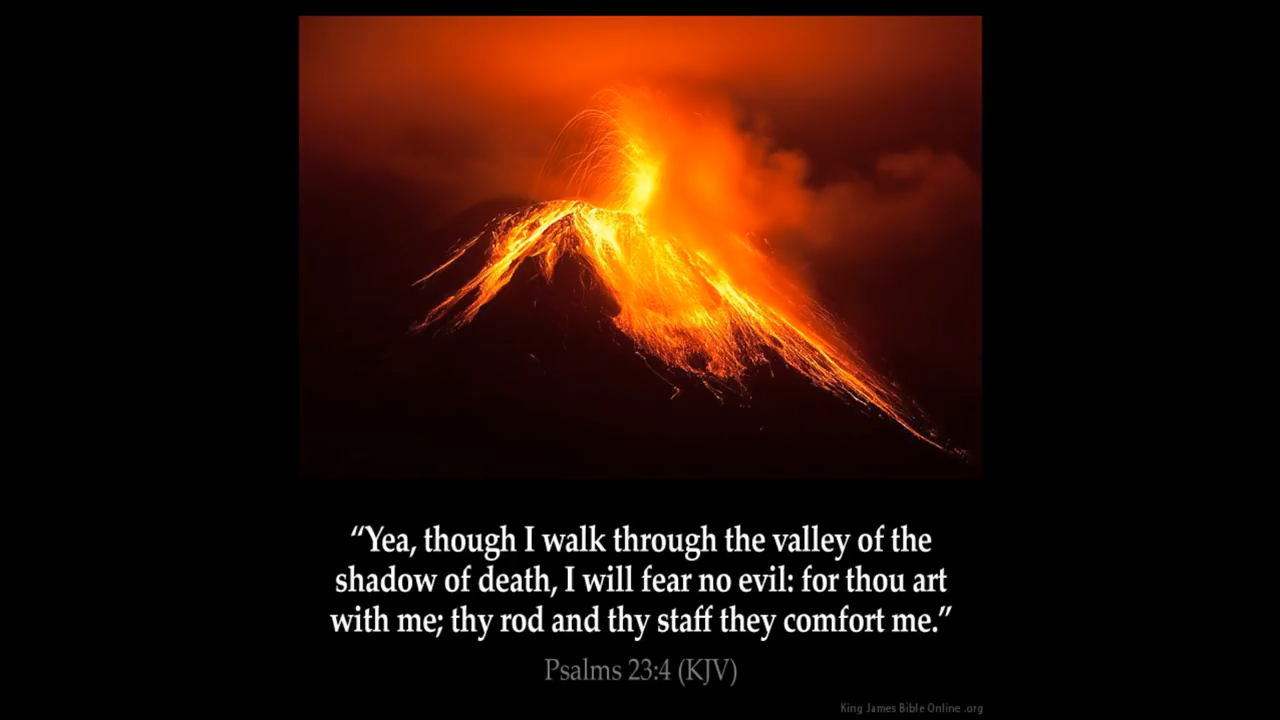 “Yea, though I walk through the valley of the
shadow of death, I will fear no evil: for thou art
with me; thy rod and thy staff they comfort me.”
Psalms 23:4 (KJV)
King James Bible Online .org